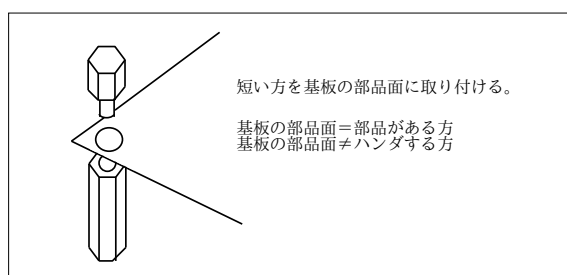 短い方を基板の部品面に取り付ける。
基板の部品面＝部品がある方
基板の部品面≠ハンダする方